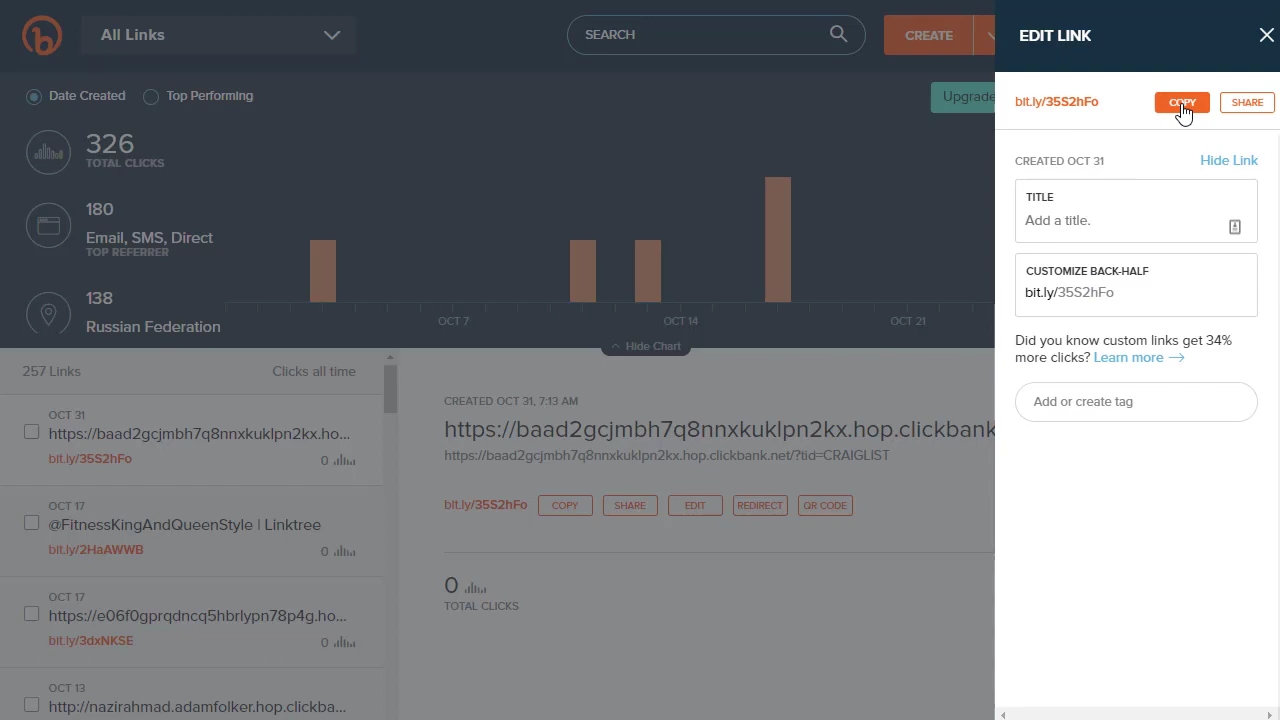 All Links
SEARCH
CREATE
EDIT LINK
Date Created
Top Performing
Upgrade
bit.ly/35S2hFo
COPY
SHARE
326
TOTAL CLICKS
CREATED OCT 31
Hide Link
TITLE
Add a title.
180
Email, SMS, Direct
TOP REFERRER
CUSTOMIZE BACK-HALF
bit.ly/35S2hFo
138
Russian Federation
OCT 7
OCT 14
OCT 21
Hide Chart
Did you know custom links get 34%
more clicks? Learn more
Add or create tag
257 Links
Clicks all time
OCT 31
https://baad2gcjmbh7q8nnxkuklpn2kx.ho...
bit.ly/35S2hFo
0
OCT 17
@FitnessKingAndQueenStyle | Linktree
bit.ly/2HaAWWB
0
OCT 17
https://e06f0gprqdncq5hbrlypn78p4g.ho...
bit.ly/3dxNKSE
0
OCT 13
http://nazirahmad.adamfolker.hop.clickba...
CREATED OCT 31, 7:13 AM
https://baad2gcjmbh7q8nnxkuklpn2kx.hop.clickbank
https://baad2gcjmbh7q8nnxkuklpn2kx.hop.clickbank.net/?tid=CRAIGLIST
bit.ly/35S2hFo
COPY
SHARE
EDIT
REDIRECT
QR CODE
0
TOTAL CLICKS